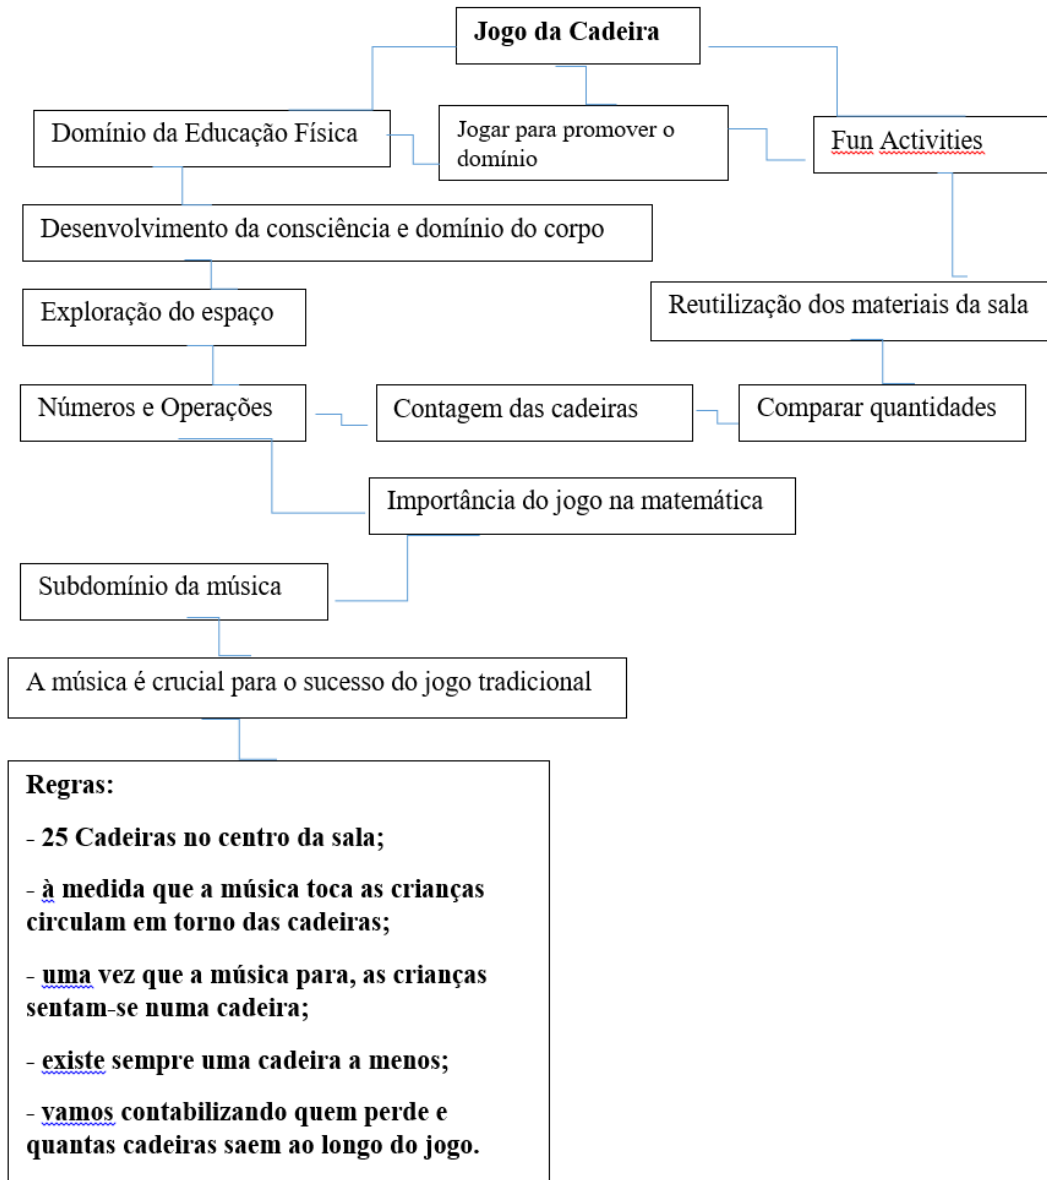 Jogo da Cadeira
Domínio da Educação Física
Jogar para promover o
domínio
Fun Activities
Desenvolvimento da consciência e domínio do corpo
Exploração do espaço
Reutilização dos materiais da sala
Números e Operações
Contagem das cadeiras
Comparar quantidades
Importância do jogo na matemática
Subdomínio da música
A música é crucial para o sucesso do jogo tradicional
Regras:
- 25 Cadeiras no centro da sala;
- à medida que a música toca as crianças
circulam em torno das cadeiras;
- uma vez que a música para, as crianças
sentam-se numa cadeira;
- existe sempre uma cadeira a menos;
- vamos contabilizando quem perde e
quantas cadeiras saem ao longo do jogo.